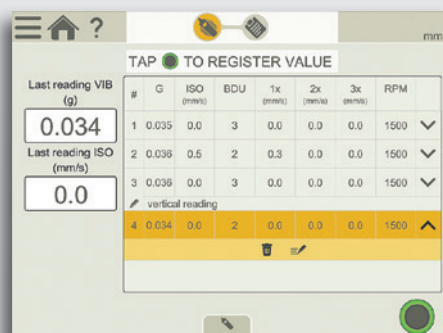 ?
mm
TAP TO REGISTER VALUE
Last reading VIB
(g)
0.034
Last reading ISO
(mm/s)
0.0
# G ISO (mm/s) BDU 1x (mm/s) 2x (mm/s) 3x (mm/s) RPM
1 0.035 0.0 3 0.0 0.0 0.0 1500
2 0.036 0.5 2 0.3 0.0 0.0 1500
3 0.036 0.0 3 0.0 0.0 0.0 1500
vertical reading
4 0.034 0.0 2 0.0 0.0 0.0 1500